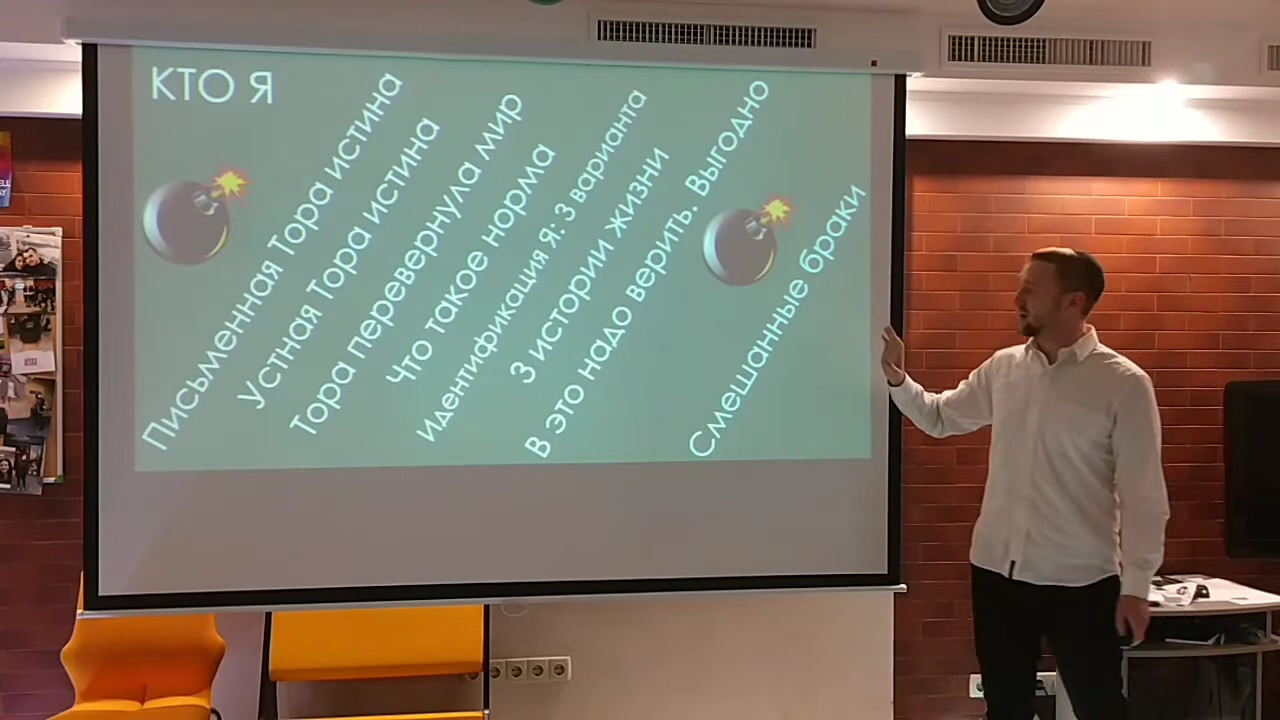 КТО Я
Письменная Тора истина
Устная Тора истина
Тора перевернула мир
Что такое норма
Идентификация Я: 3 варианта
3 истории жизни
В это надо верить. Выгодно
Смешанные браки